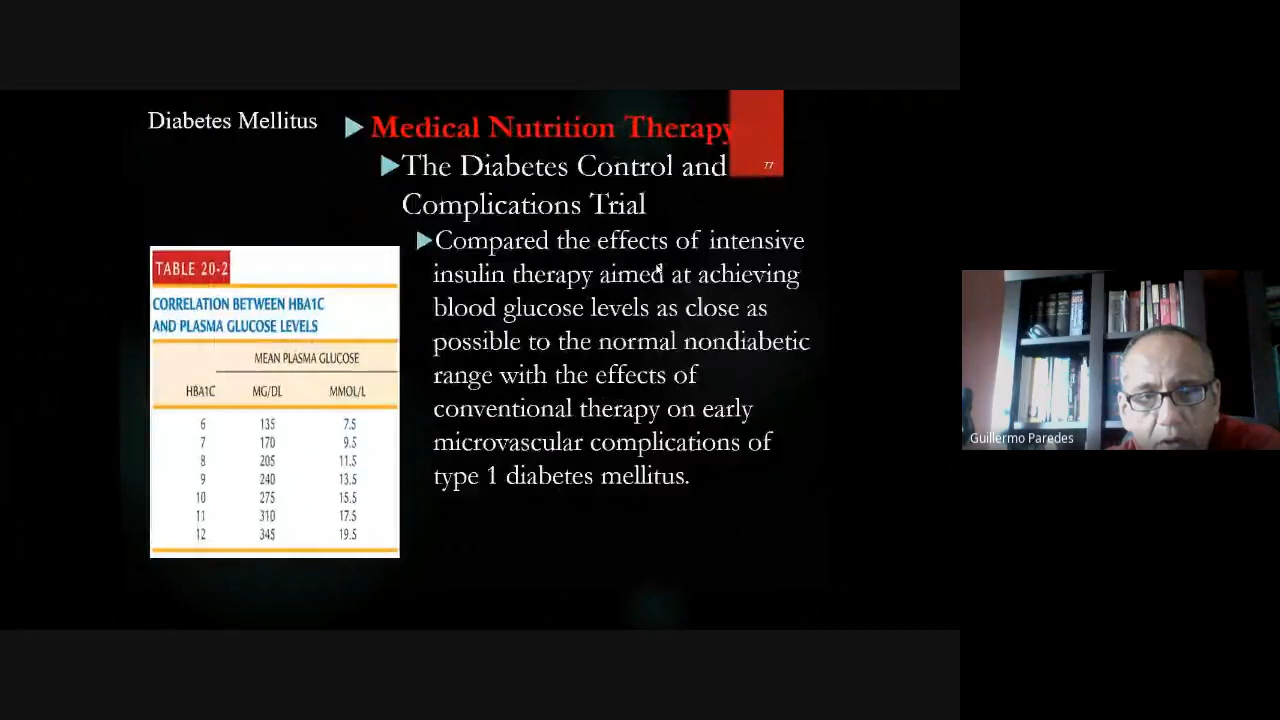 Diabetes Mellitus
Medical Nutrition Therapy
77
The Diabetes Control and
Complications Trial
Compared the effects of intensive
insulin therapy aimed at achieving
blood glucose levels as close as
possible to the normal nondiabetic
range with the effects of
conventional therapy on early
microvascular complications of
type 1 diabetes mellitus.
TABLE 20-2
CORRELATION BETWEEN HBA1C
AND PLASMA GLUCOSE LEVELS
MEAN PLASMA GLUCOSE
HBA1C MG/DL MMOL/L
6 135 7.5
7 170 9.5
8 205 11.5
9 240 13.5
10 275 15.5
11 310 17.5
12 345 19.5
Guillermo Paredes